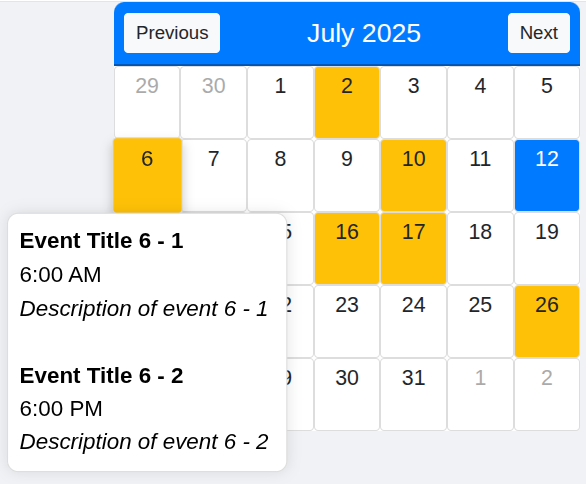 Previous July 2025 Next
29 30 1 2 3 4 5
6 7 8 9 10 11 12
16 17 18 19
23 24 25 26
30 31 1 2
Event Title 6 - 1
6:00 AM
Description of event 6 - 1
Event Title 6 - 2
6:00 PM
Description of event 6 - 2